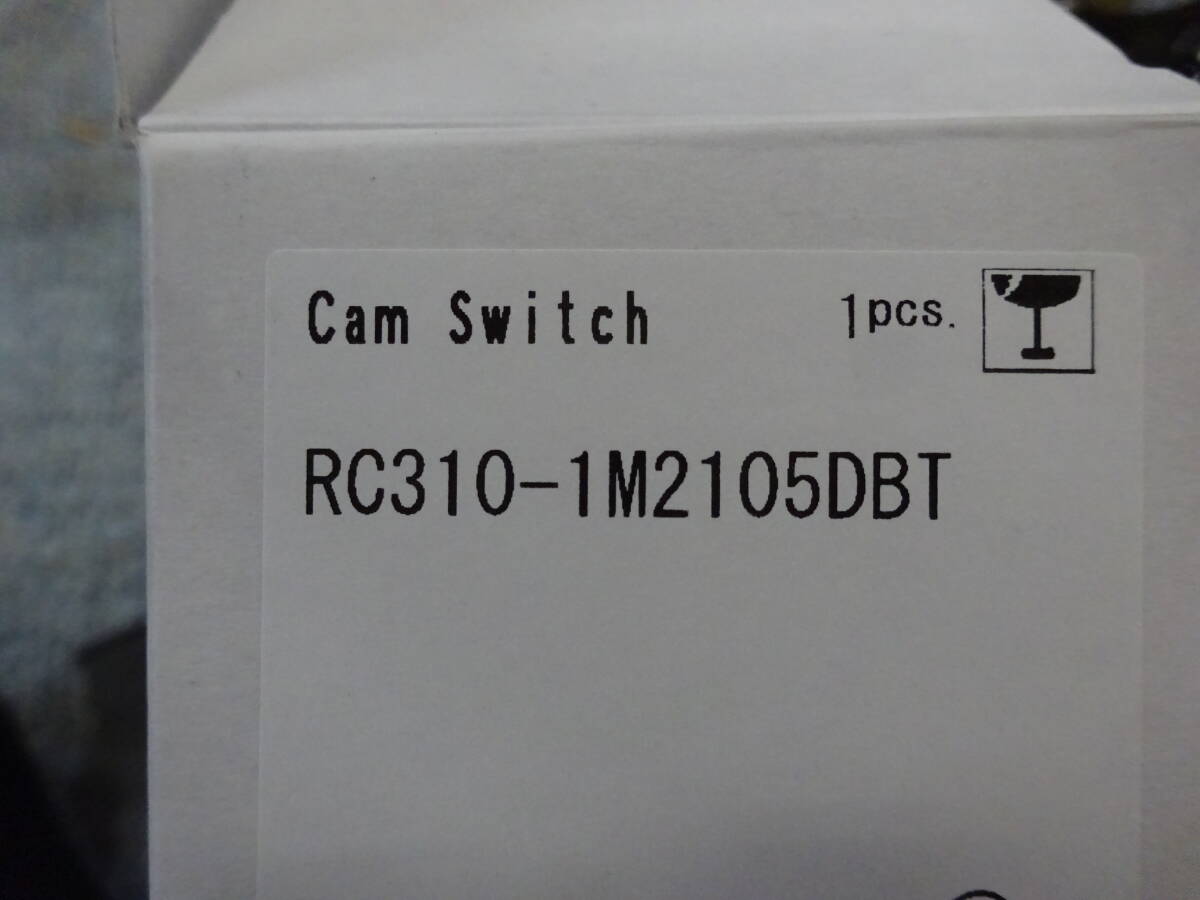 Cam Switch 1pcs.
RC310-1M2105DBT